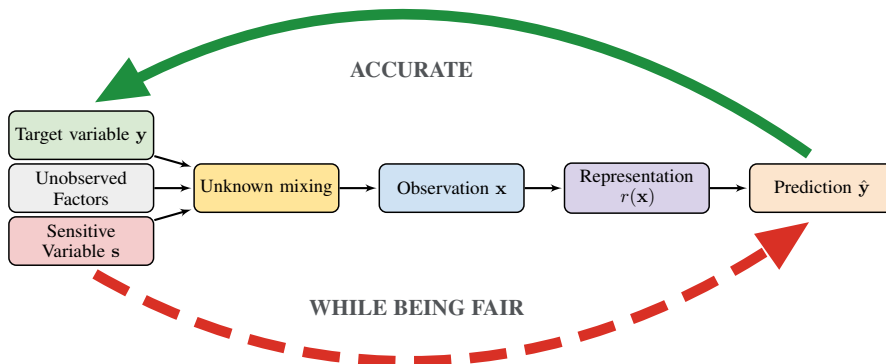 ACCURATE
Target variable y
Unobserved
Factors
Sensitive
Variable s
Unknown mixing
Observation x
Representation
r(x)
Prediction ŷ
WHILE BEING FAIR